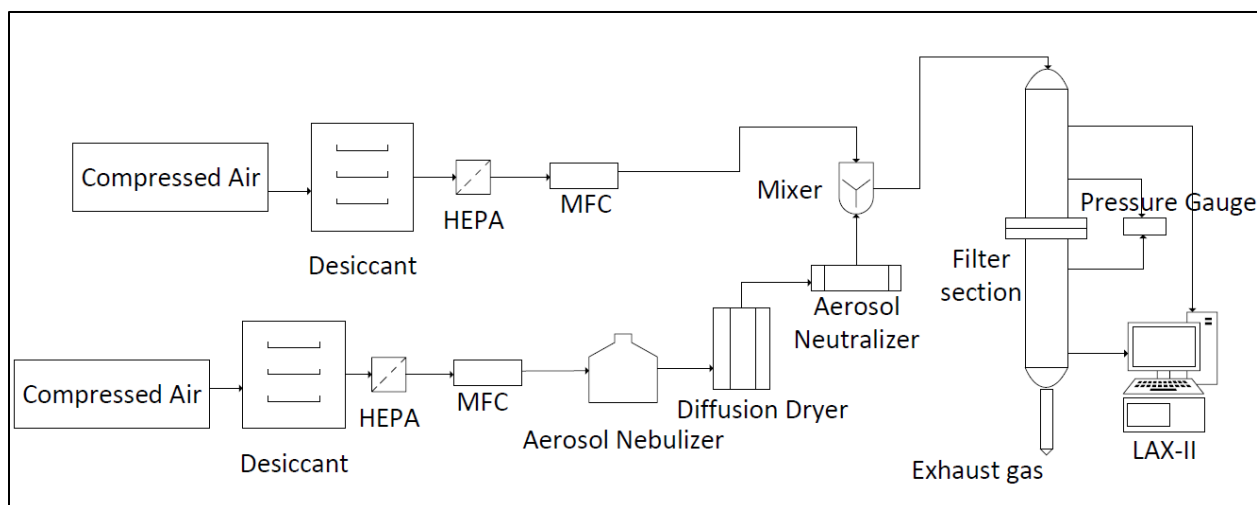 Compressed Air
Desiccant
HEPA
MFC
Mixer
Pressure Gauge
Filter
section
Aerosol
Neutralizer
Compressed Air
Desiccant
HEPA
MFC
Aerosol Nebulizer
Diffusion Dryer
Exhaust gas
LAX-II